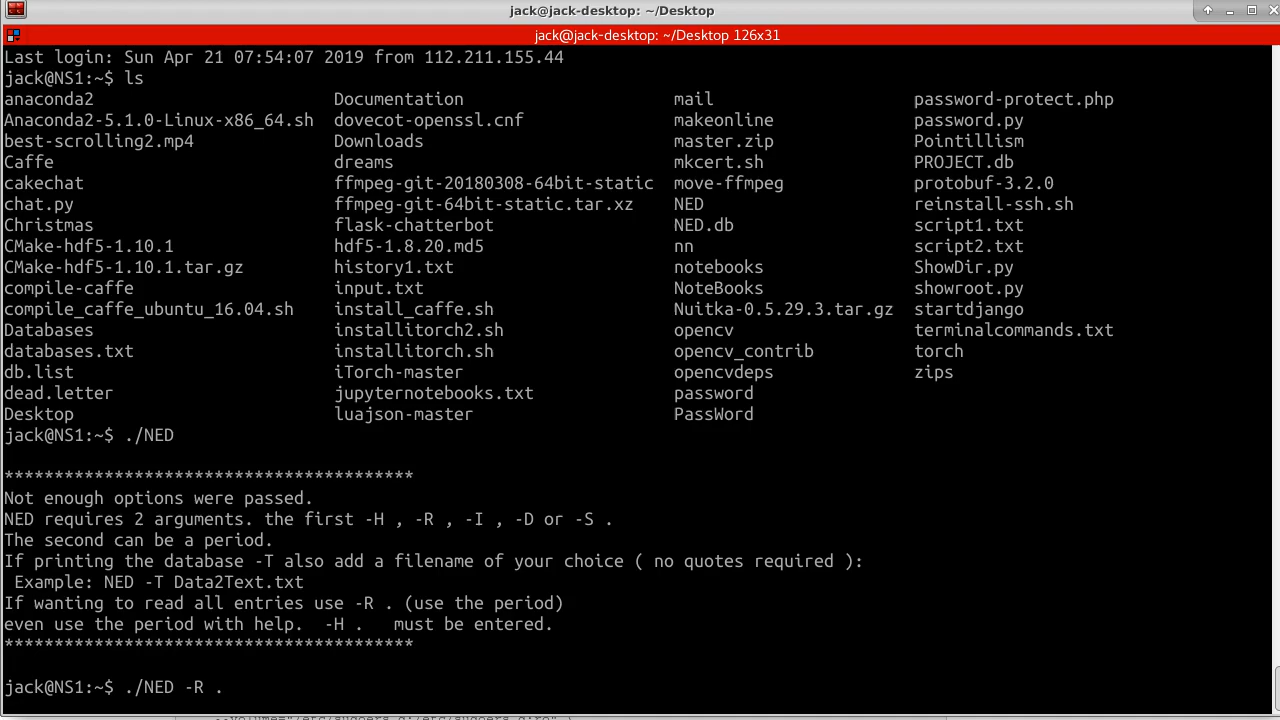 jack@jack-desktop: ~/Desktop
jack@jack-desktop: ~/Desktop 126x31
Last login: Sun Apr 21 07:54:07 2019 from 112.211.155.44
jack@NS1:~$ ls
anaconda2 Documentation mail password-protect.php
Anaconda2-5.1.0-Linux-x86_64.sh dovecot-openssl.cnf makeonline password.py
best-scrolling2.mp4 Downloads master.zip Pointillism
Caffe dreams mkcert.sh PROJECT.db
cakechat ffmpeg-git-20180308-64bit-static move-ffmpeg protobuf-3.2.0
chat.py ffmpeg-git-64bit-static.tar.xz NED reinstall-ssh.sh
Christmas flask-chatterbot NED.db script1.txt
CMake-hdf5-1.10.1 hdf5-1.8.20.md5 nn script2.txt
CMake-hdf5-1.10.1.tar.gz history1.txt notebooks ShowDir.py
compile-caffe input.txt NoteBooks showroot.py
compile_caffe_ubuntu_16.04.sh install_caffe.sh Nuitka-0.5.29.3.tar.gz startdjango
Databases installitorch2.sh opencv terminalcommands.txt
databases.txt installitorch.sh opencv_contrib torch
db.list iTorch-master opencvdeps zips
dead.letter jupyternotebooks.txt password
Desktop luajson-master PassWord
jack@NS1:~$ ./NED
*****************************************
Not enough options were passed.
NED requires 2 arguments. the first -H , -R , -I , -D or -S .
The second can be a period.
If printing the database -T also add a filename of your choice ( no quotes required ):
Example: NED -T Data2Text.txt
If wanting to read all entries use -R . (use the period)
even use the period with help.  -H .   must be entered.
*****************************************
jack@NS1:~$ ./NED -R .